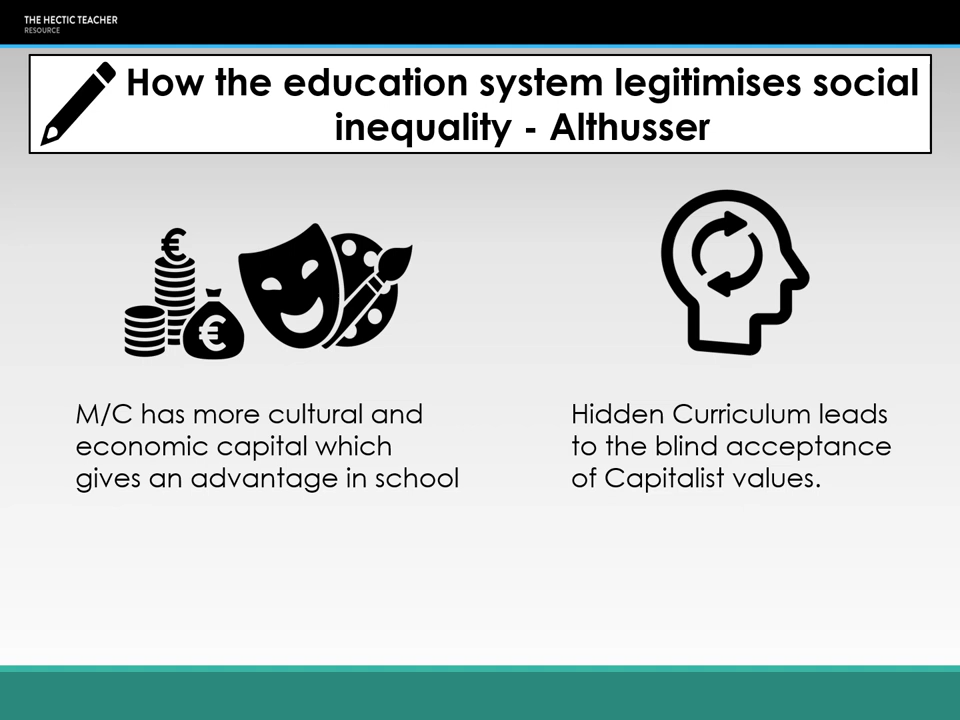 THE HECTIC TEACHER
RESOURCE
How the education system legitimises social
inequality - Althusser
€
€
M/C has more cultural and
economic capital which
gives an advantage in school
Hidden Curriculum leads
to the blind acceptance
of Capitalist values.